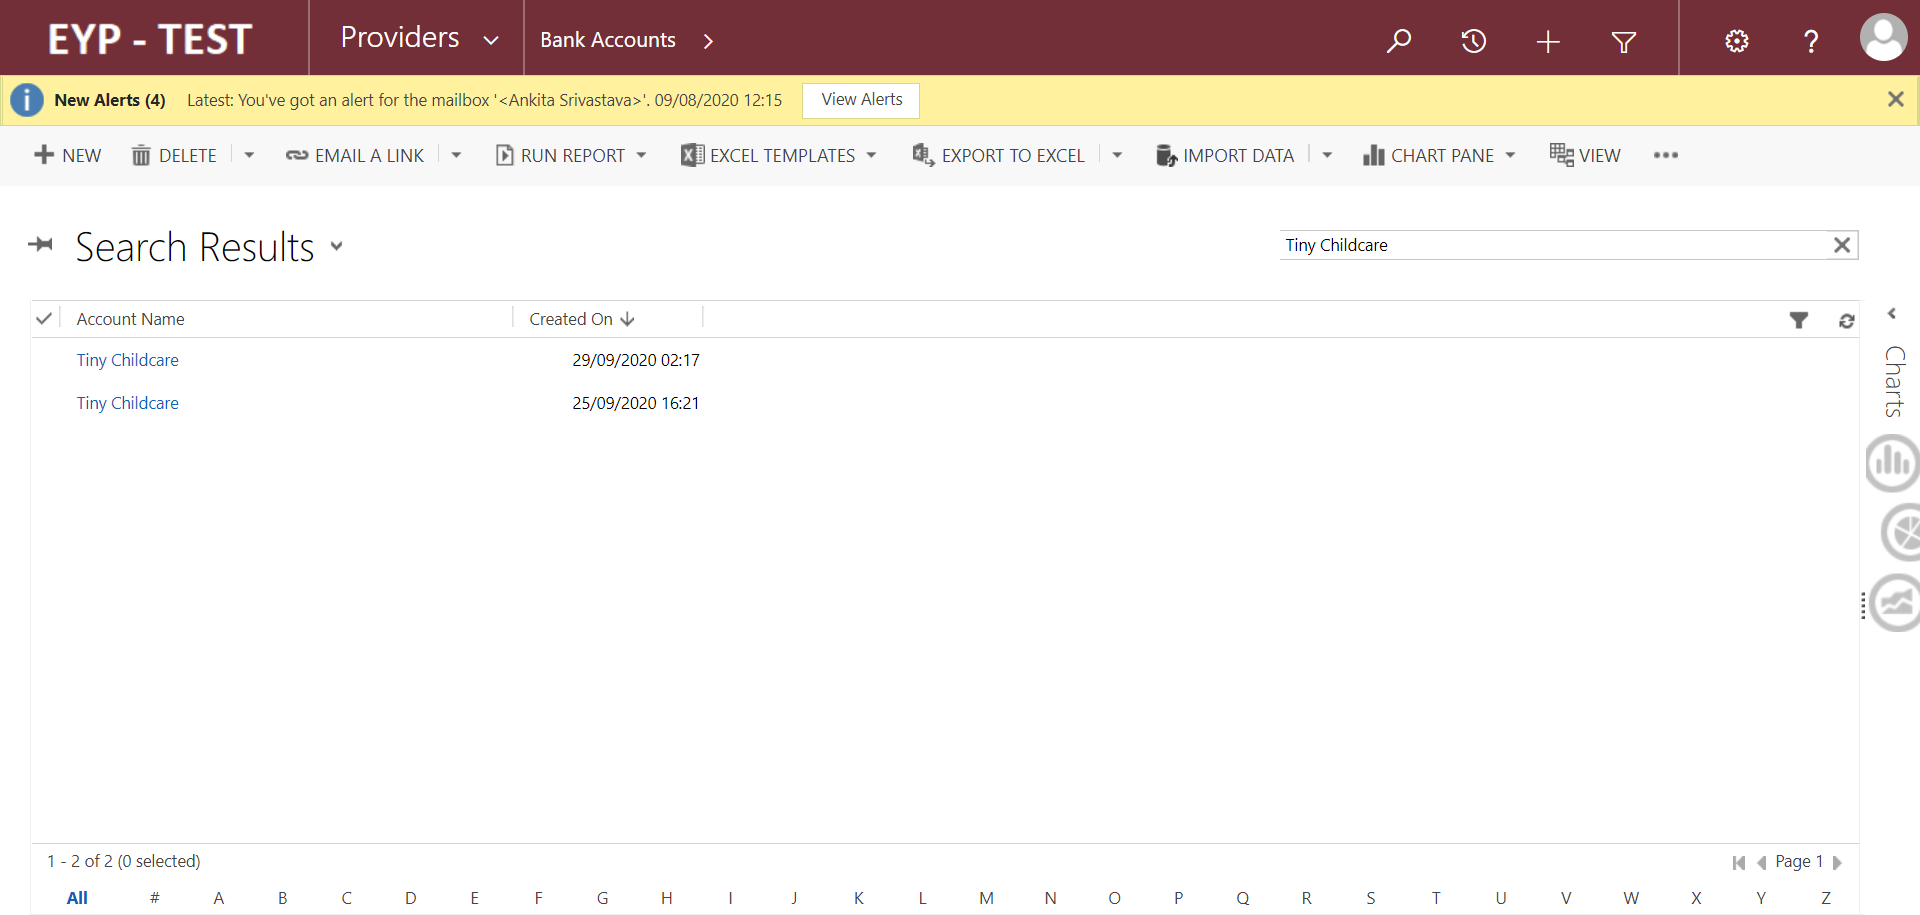 EYP - TEST Providers Bank Accounts
New Alerts (4) Latest: You've got an alert for the mailbox '<Ankita Srivastava>'. 09/08/2020 12:15 View Alerts
NEW DELETE EMAIL A LINK RUN REPORT EXCEL TEMPLATES EXPORT TO EXCEL IMPORT DATA CHART PANE VIEW
Search Results
Tiny Childcare
Account Name Created On
Tiny Childcare 29/09/2020 02:17
Tiny Childcare 25/09/2020 16:21
Charts
1 - 2 of 2 (0 selected) Page 1
All # A B C D E F G H I J K L M N O P Q R S T U V W X Y Z